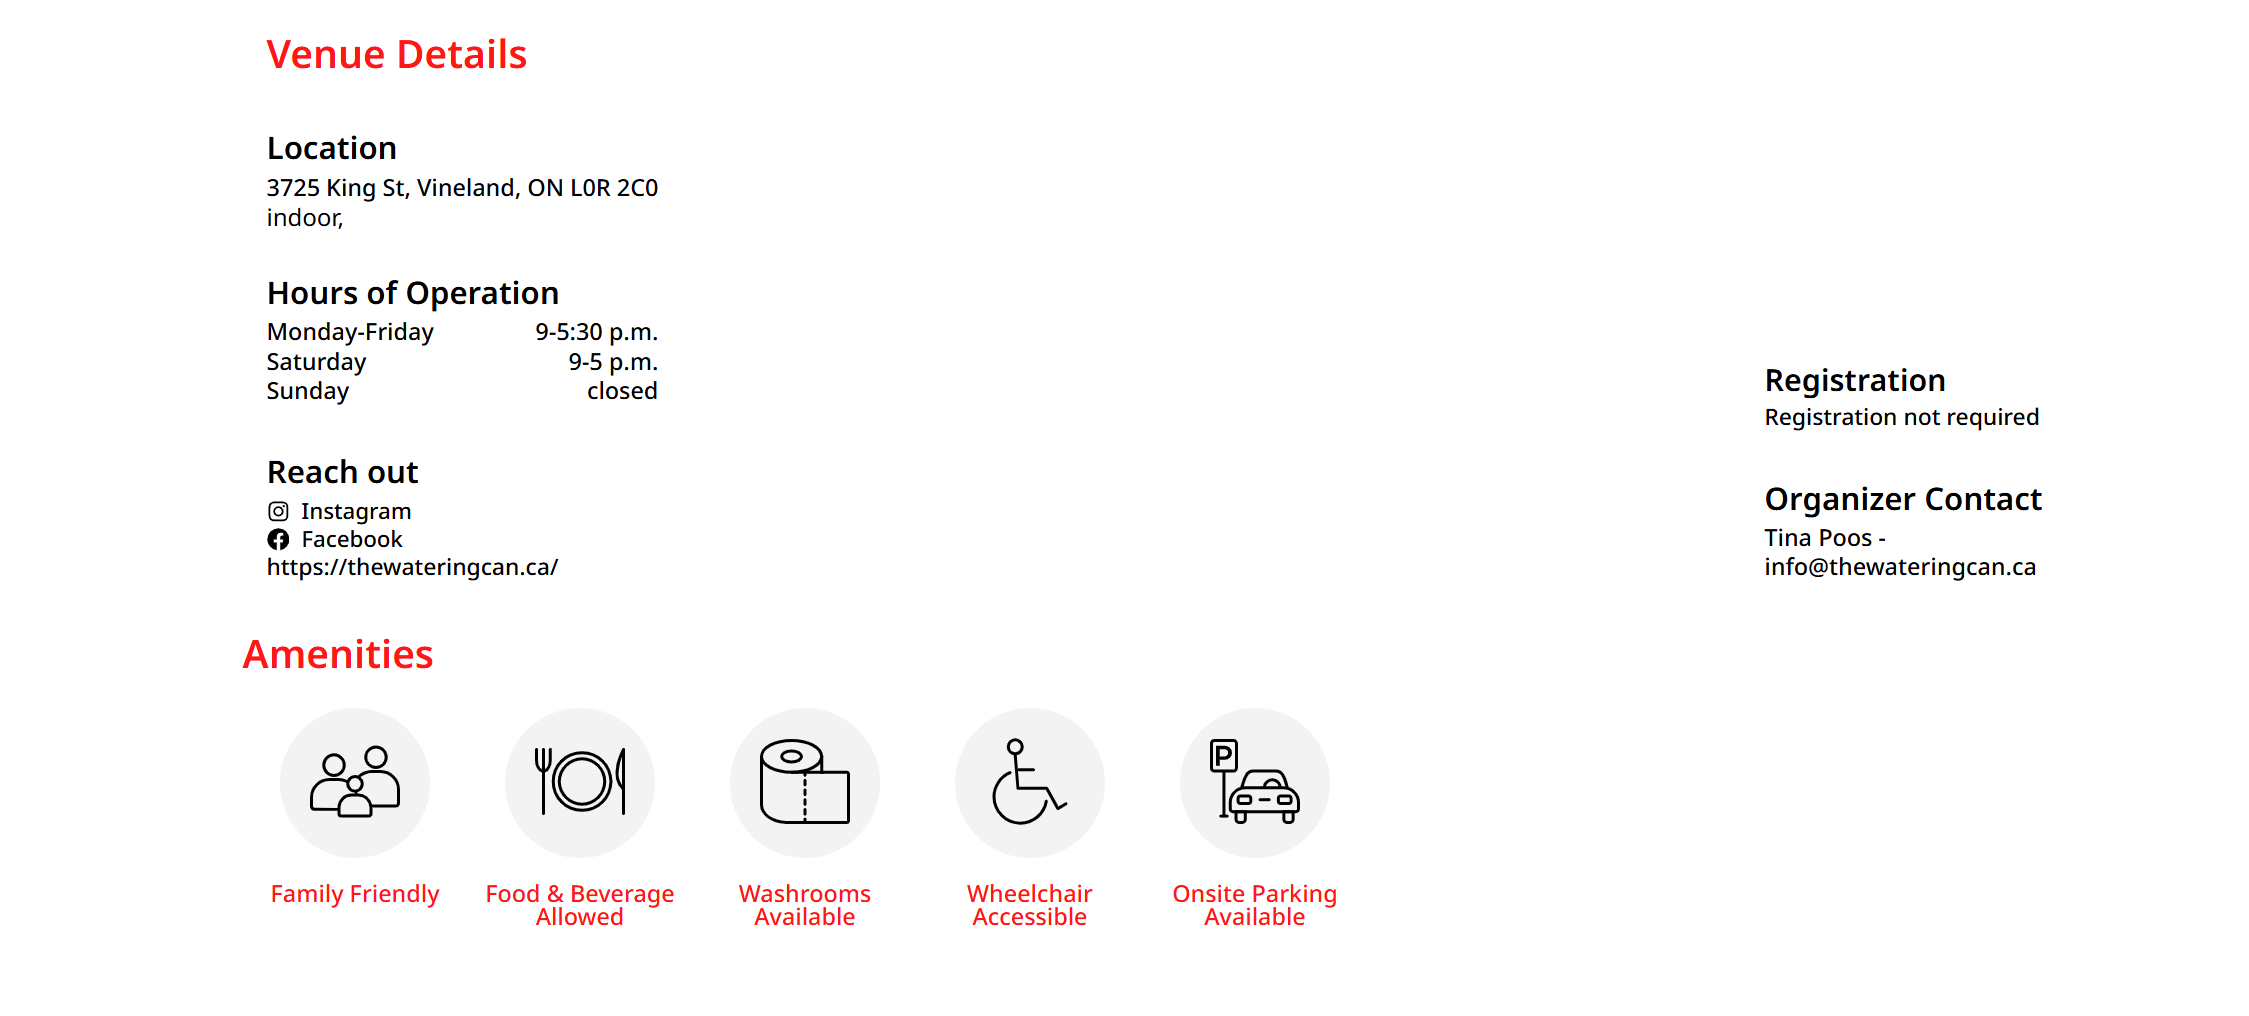 Venue Details
Location
3725 King St, Vineland, ON L0R 2C0
indoor,
Hours of Operation
Monday-Friday 9-5:30 p.m.
Saturday 9-5 p.m.
Sunday closed
Reach out
Instagram
Facebook
https://thewateringcan.ca/
Registration
Registration not required
Organizer Contact
Tina Poos -
info@thewateringcan.ca
Amenities
P
Family Friendly
Food & Beverage
Allowed
Washrooms
Available
Wheelchair
Accessible
Onsite Parking
Available